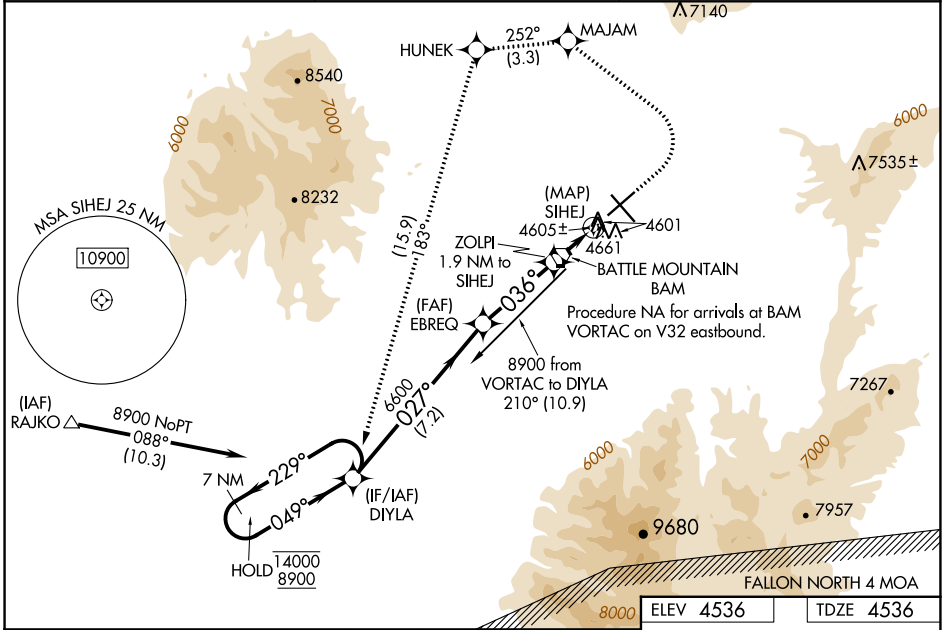 7140
252°
(3.3)
HUNEK
MAJAM
8540
7000
6000
6000
7535±
8232
MSA SIHEJ 25 NM
10900
(MAP)
SIHEJ
4605±
4601
4661
(15.9)
183°
ZOLPI
1.9 NM to
SIHEJ
BATTLE MOUNTAIN
BAM
036°
(FAF)
EBREQ
Procedure NA for arrivals at BAM
VORTAC on V32 eastbound.
8900 from
VORTAC to DIYLA
210° (10.9)
6600
027°
(7.2)
(IAF)
RAJKO
8900 NoPT
088°
(10.3)
7267
6000
7000
7 NM
229°
049°
(IF/IAF)
DIYLA
7957
9680
HOLD
14000
8900
FALLON NORTH 4 MOA
8000
ELEV 4536
TDZE 4536